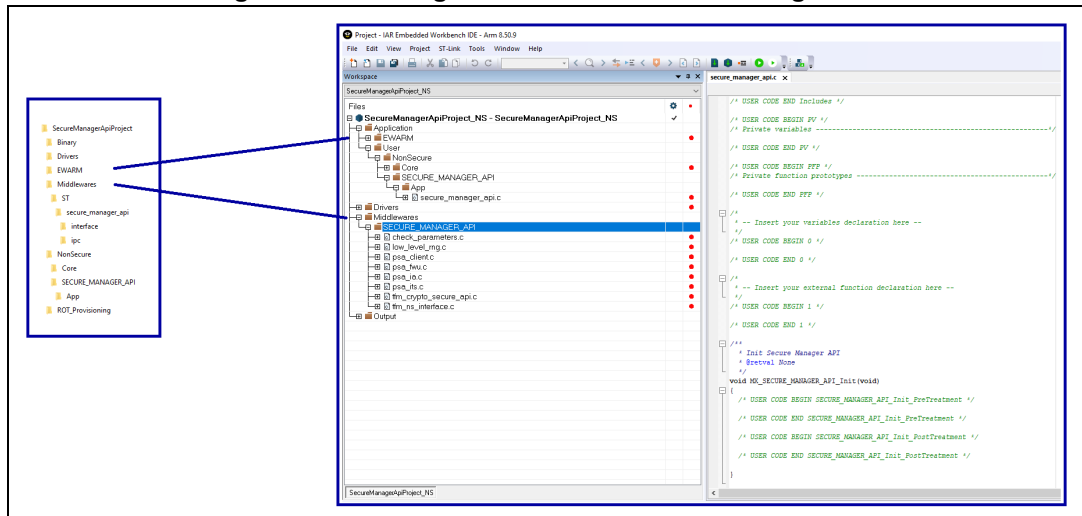 SecureManagerApiProject
Binary
Drivers
EWARM
Middlewares
ST
secure_manager_api
interface
ipc
NonSecure
Core
SECURE_MANAGER_API
App
ROT_Provisioning
Project - IAR Embedded Workbench IDE - Arm 8.50.9
File Edit View Project ST-Link Tools Window Help
Workspace
SecureManagerApiProject_NS
Files
SecureManagerApiProject_NS - SecureManagerApiProject_NS
Application
EWARM
User
NonSecure
Core
SECURE_MANAGER_API
App
secure_manager_api.c
Drivers
Middlewares
SECURE_MANAGER_API
check_parameters.c
low_level_rng.c
psa_client.c
psa_fwu.c
psa_ia.c
psa_its.c
tfm_crypto_secure_api.c
tfm_ns_interface.c
Output
SecureManagerApiProject_NS
secure_manager_api.c x
/* USER CODE END Includes */
/* USER CODE BEGIN PV */
/* Private variables ---------------------------------------------------------*/
/* USER CODE END PV */
/* USER CODE BEGIN PFP */
/* Private function prototypes -----------------------------------------------*/
/* USER CODE END PFP */
/*
* -- Insert your variables declaration here --
*/
/* USER CODE BEGIN 0 */
/* USER CODE END 0 */
/*
* -- Insert your external function declaration here --
*/
/* USER CODE BEGIN 1 */
/* USER CODE END 1 */
/**
* Init Secure Manager API
* @retval None
*/
void MX_SECURE_MANAGER_API_Init(void)
{
/* USER CODE BEGIN SECURE_MANAGER_API_Init_PreTreatment */
/* USER CODE END SECURE_MANAGER_API_Init_PreTreatment */
/* USER CODE BEGIN SECURE_MANAGER_API_Init_PostTreatment */
/* USER CODE END SECURE_MANAGER_API_Init_PostTreatment */
}